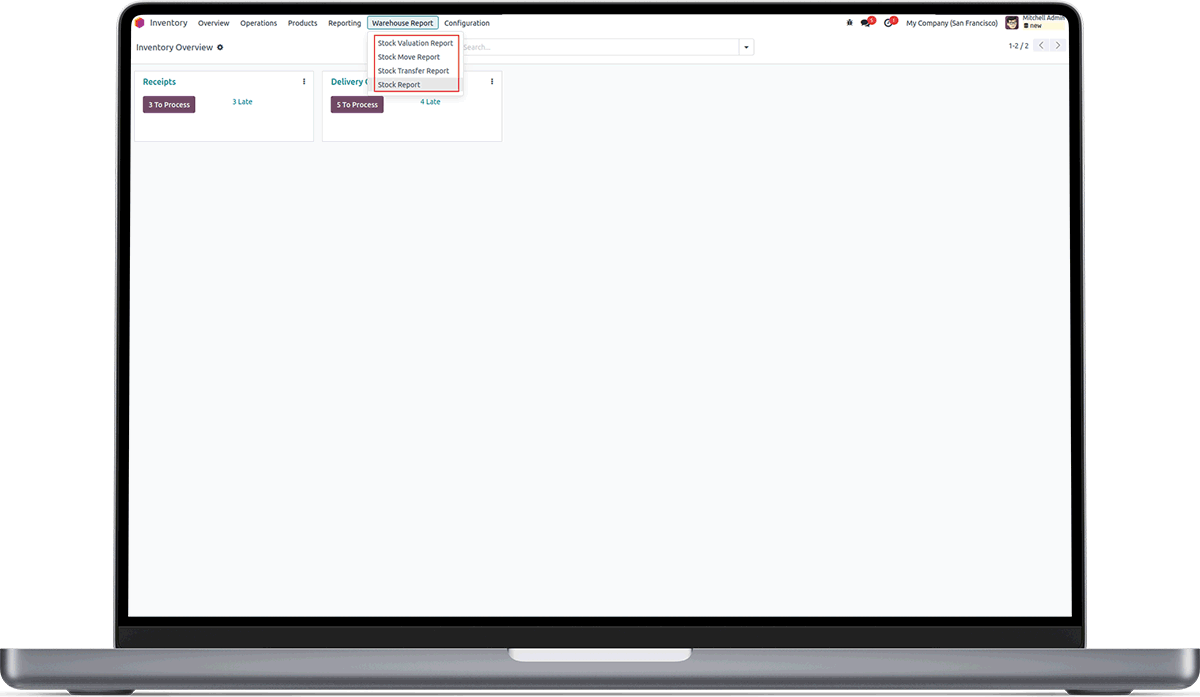 Inventory Overview Operations Products Reporting Warehouse Report Configuration 5 1 My Company (San Francisco) Mitchell Admin
new
Inventory Overview Search... 1-2 / 2
Stock Valuation Report
Stock Move Report
Stock Transfer Report
Stock Report
Receipts
3 To Process 3 Late
Delivery
5 To Process 4 Late